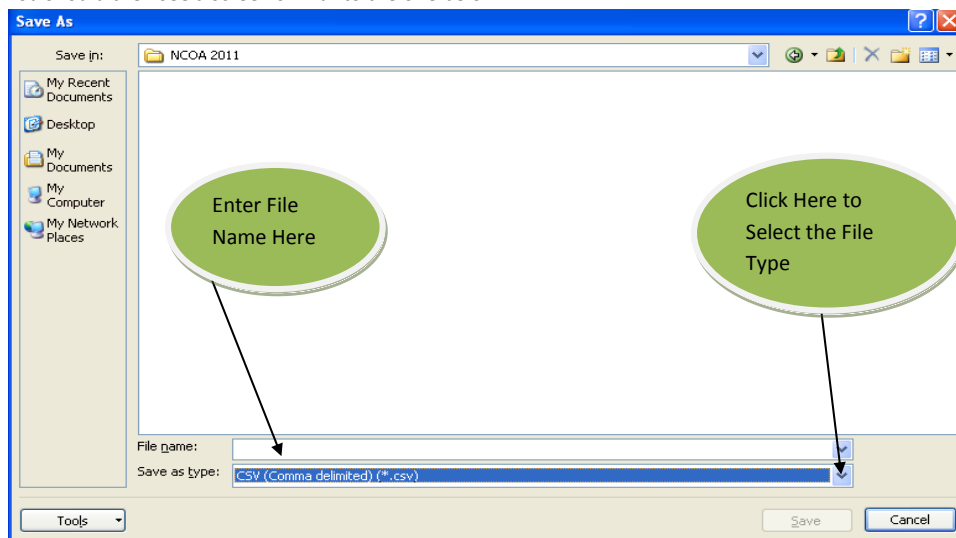 Save As
Save in:
NCOA 2011
My Recent
Documents
Desktop
My
Documents
My
Computer
My Network
Places
Enter File
Name Here
Click Here to
Select the File
Type
File name:
Save as type:
CSV (Comma delimited) (*.csv)
Tools
Save
Cancel